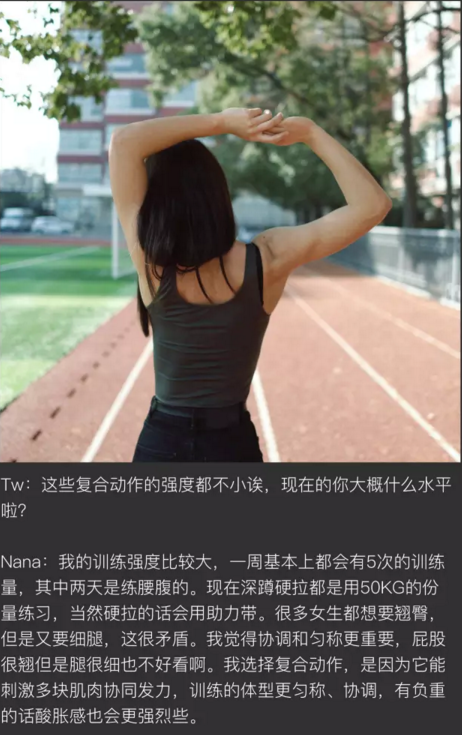 Tw：这些复合动作的强度都不小诶，现在的你大概什么水平
啦？
Nana：我的训练强度比较大，一周基本上都会有5次的训练
量，其中两天是练腰腹的。现在深蹲硬拉都是用50KG的份
量练习，当然硬拉的话会用助力带。很多女生都想要翘臀，
但是又要细腿，这很矛盾。我觉得协调和匀称更重要，屁股
很翘但是腿很细也不好看啊。我选择复合动作，是因为它能
刺激多块肌肉协同发力，训练的体型更匀称、协调，有负重
的话酸胀感也会更强烈些。